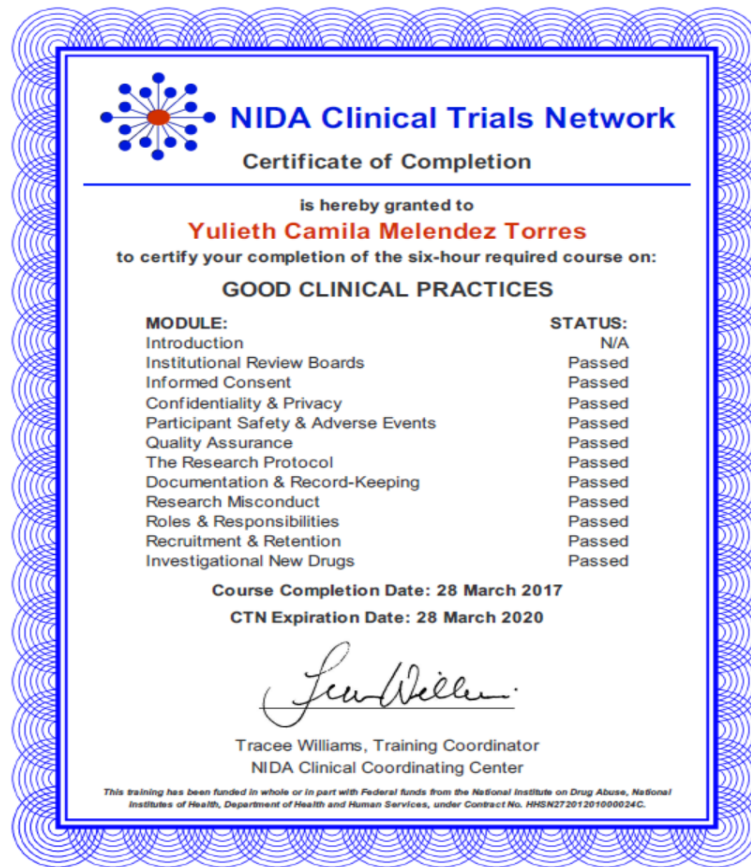 NIDA Clinical Trials Network
Certificate of Completion
is hereby granted to
Yulieth Camila Melendez Torres
to certify your completion of the six-hour required course on:
GOOD CLINICAL PRACTICES
MODULE: STATUS:
Introduction N/A
Institutional Review Boards Passed
Informed Consent Passed
Confidentiality & Privacy Passed
Participant Safety & Adverse Events Passed
Quality Assurance Passed
The Research Protocol Passed
Documentation & Record-Keeping Passed
Research Misconduct Passed
Roles & Responsibilities Passed
Recruitment & Retention Passed
Investigational New Drugs Passed
Course Completion Date: 28 March 2017
CTN Expiration Date: 28 March 2020
Tracee Williams, Training Coordinator
NIDA Clinical Coordinating Center
This training has been funded in whole or in part with Federal funds from the National Institute on Drug Abuse, National
Institutes of Health, Department of Health and Human Services, under Contract No. HHSN27201201000024C.